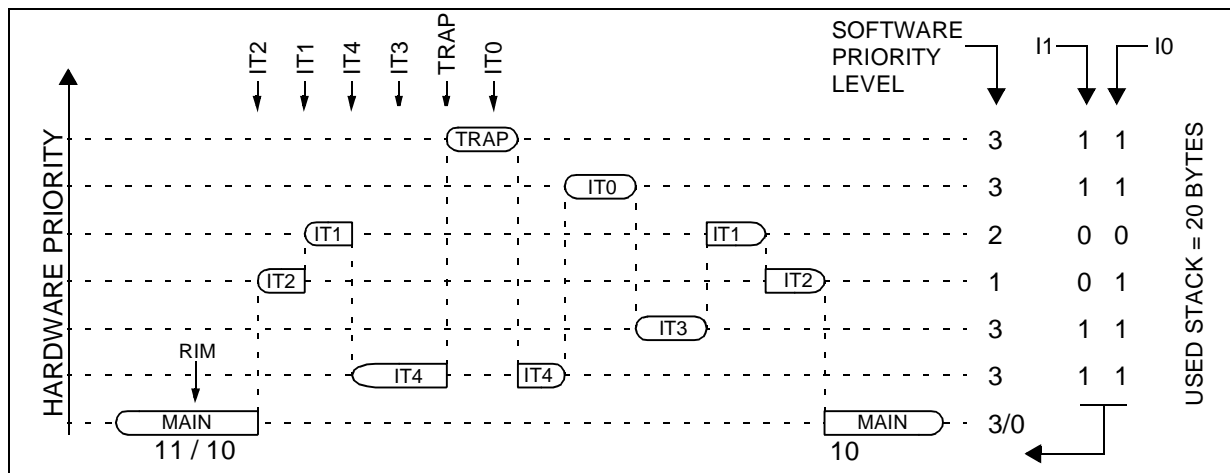 IT2
IT1
IT4
IT3
TRAP
IT0
SOFTWARE
PRIORITY
LEVEL
I1
I0
HARDWARE PRIORITY
TRAP
3
1 1
IT0
3
1 1
IT1
IT1
2
0 0
IT2
IT2
1
0 1
IT3
3
1 1
RIM
IT4
IT4
3
1 1
MAIN
MAIN
3/0
11 / 10
10
USED STACK = 20 BYTES